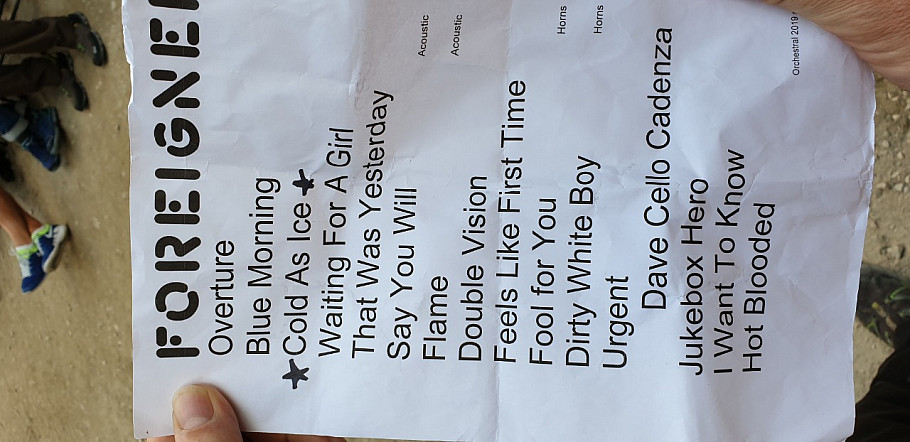 FOREIGNE
Overture
Blue Morning
★Cold As Ice★
Waiting For A Girl
That Was Yesterday
Say You Will Acoustic
Flame Acoustic
Double Vision
Feels Like First Time
Fool for You Horns
Dirty White Boy Horns
Urgent
Dave Cello Cadenza
Jukebox Hero
I Want To Know
Hot Blooded
Orchestral 2019